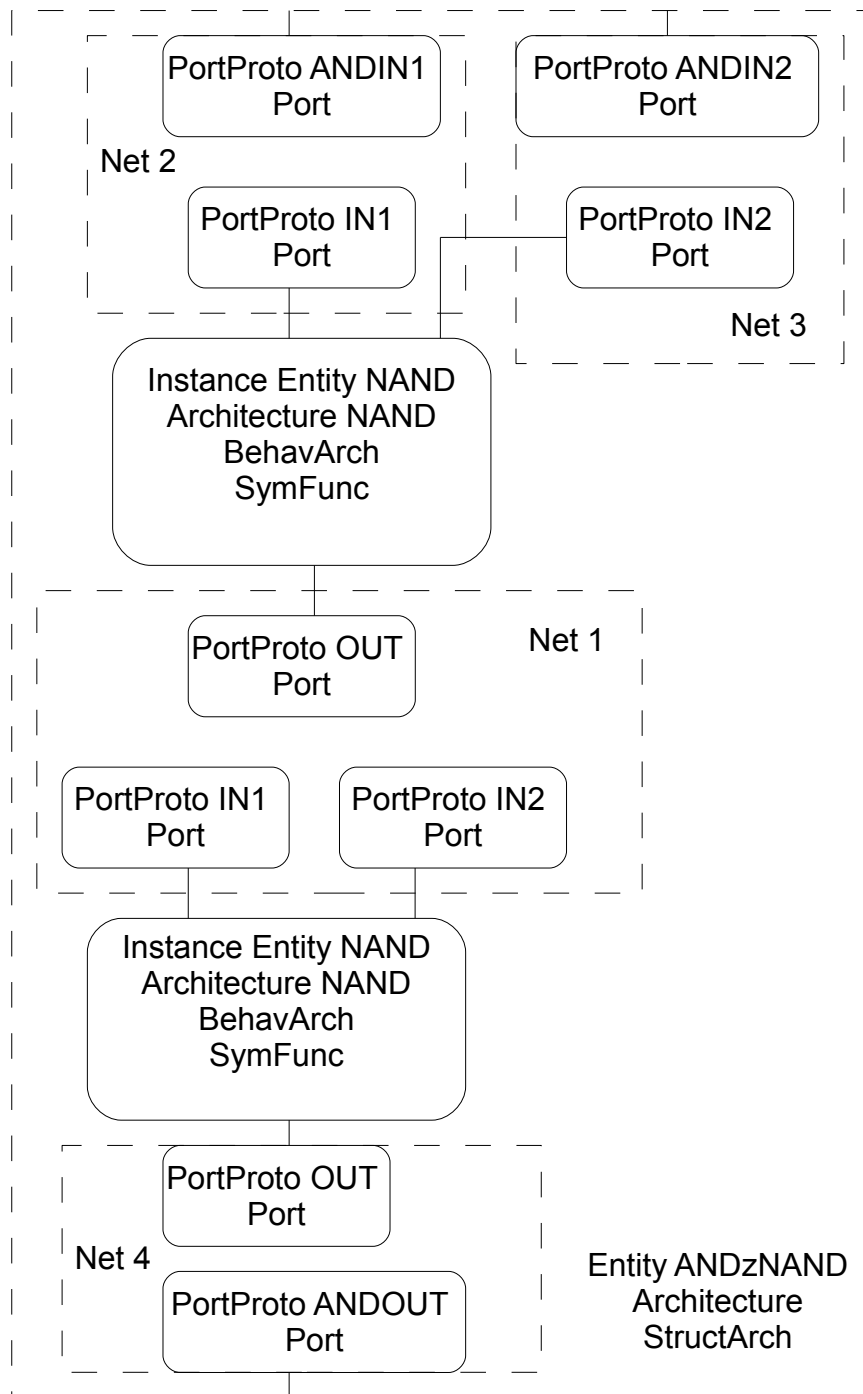 PortProto ANDIN1
Port
PortProto ANDIN2
Port
Net 2
PortProto IN1
Port
PortProto IN2
Port
Net 3
Instance Entity NAND
Architecture NAND
BehavArch
SymFunc
PortProto OUT
Port
Net 1
PortProto IN1
Port
PortProto IN2
Port
Instance Entity NAND
Architecture NAND
BehavArch
SymFunc
PortProto OUT
Port
Net 4
PortProto ANDOUT
Port
Entity ANDzNAND
Architecture
StructArch